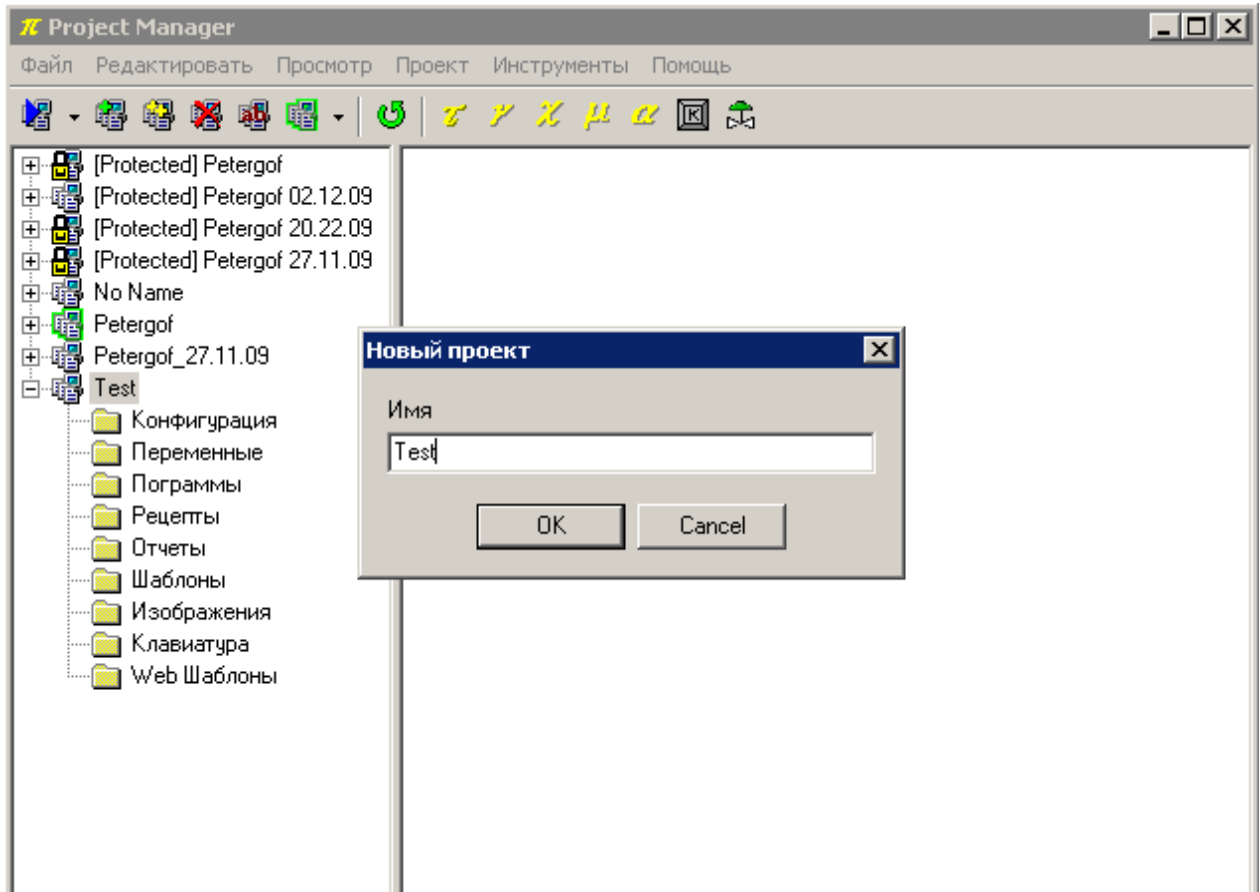 π Project Manager
Файл Редактировать Просмотр Проект Инструменты Помощь
ab τ γ χ μ α K
[Protected] Petergof
[Protected] Petergof 02.12.09
[Protected] Petergof 20.22.09
[Protected] Petergof 27.11.09
No Name
Petergof
Petergof_27.11.09
Test
Конфигурация
Переменные
Пограммы
Рецепты
Отчеты
Шаблоны
Изображения
Клавиатура
Web Шаблоны
Новый проект
Имя
Test
OK Cancel